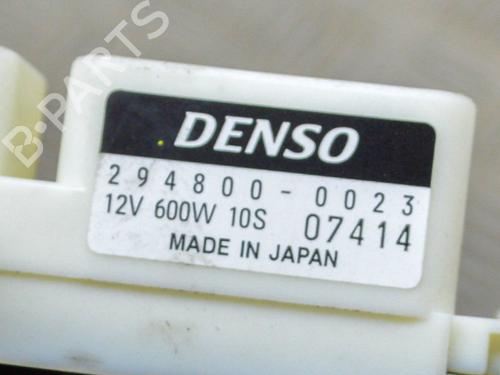 B-PARTS
DENSO
294800-0023
12V 600W 10S 07414
MADE IN JAPAN